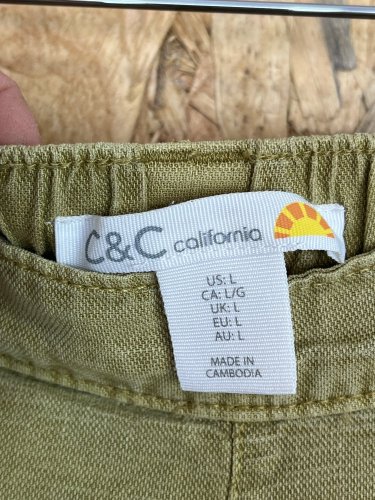 C&C california
US: L
CA: L/G
UK: L
EU: L
AU: L
MADE IN
CAMBODIA